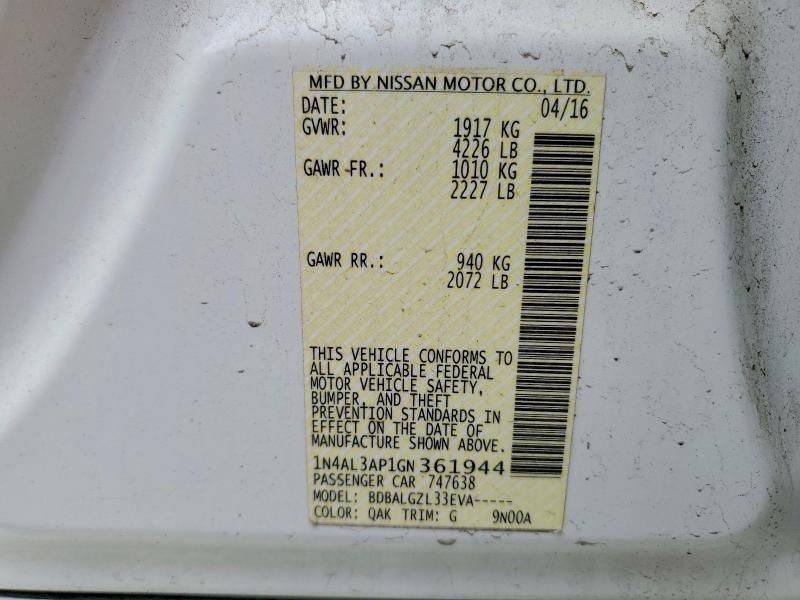 MFD BY NISSAN MOTOR CO., LTD.
DATE: 04/16
GVWR: 1917 KG
4226 LB
GAWR FR.: 1010 KG
2227 LB
GAWR RR.: 940 KG
2072 LB
THIS VEHICLE CONFORMS TO
ALL APPLICABLE FEDERAL
MOTOR VEHICLE SAFETY,
BUMPER, AND THEFT
PREVENTION STANDARDS IN
EFFECT ON THE DATE OF
MANUFACTURE SHOWN ABOVE.
1N4AL3AP1GN 361944
PASSENGER CAR 747638
MODEL: BDBALGZL33EVA-----
COLOR: QAK TRIM: G 9N00A